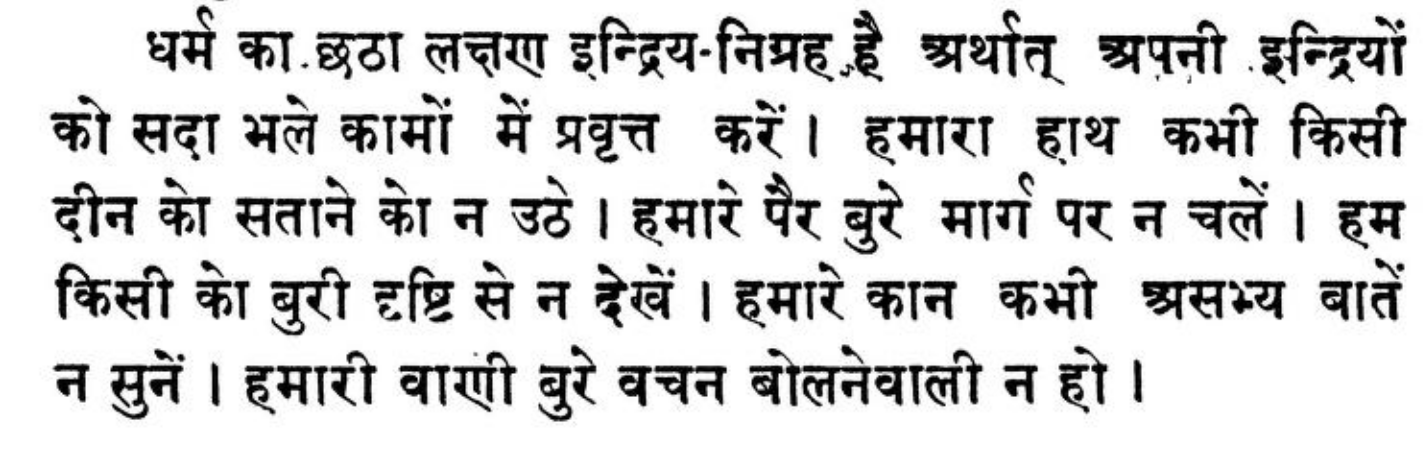 धर्म का छठा लक्षण इन्द्रिय-निग्रह है अर्थात् अपनी इन्द्रियों
को सदा भले कामों में प्रवृत्त करें। हमारा हाथ कभी किसी
दीन को सताने को न उठे। हमारे पैर बुरे मार्ग पर न चलें। हम
किसी को बुरी दृष्टि से न देखें। हमारे कान कभी असभ्य बातें
न सुनें। हमारी वाणी बुरे वचन बोलनेवाली न हो।